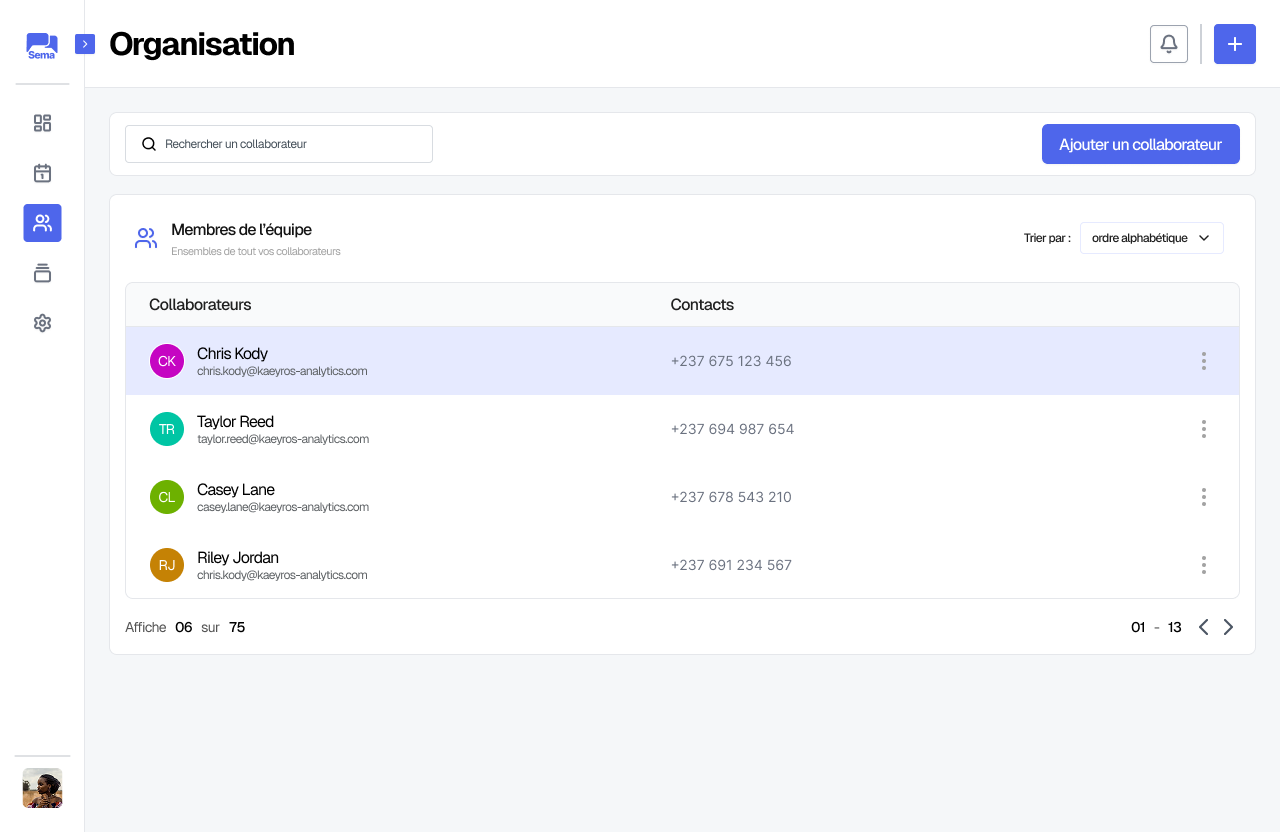 Sema
Organisation
Rechercher un collaborateur
Ajouter un collaborateur
Membres de l'équipe
Ensembles de tout vos collaborateurs
Trier par :
ordre alphabétique
Collaborateurs
Contacts
CK
Chris Kody
chris.kody@kaeyros-analytics.com
+237 675 123 456
TR
Taylor Reed
taylor.reed@kaeyros-analytics.com
+237 694 987 654
CL
Casey Lane
casey.lane@kaeyros-analytics.com
+237 678 543 210
RJ
Riley Jordan
chris.kody@kaeyros-analytics.com
+237 691 234 567
Affiche 06 sur 75
01 - 13